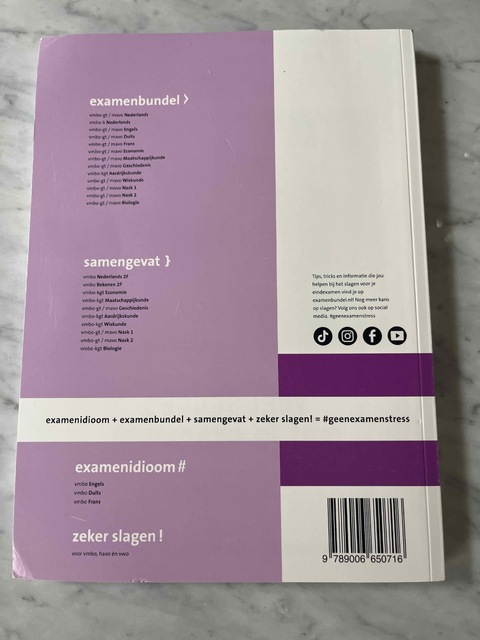 examenbundel >
vmbo-gt / mavo Nederlands
vmbo-k Nederlands
vmbo-gt / mavo Engels
vmbo-gt / mavo Duits
vmbo-gt / mavo Frans
vmbo-gt / mavo Economie
vmbo-gt / mavo Maatschappijkunde
vmbo-gt / mavo Geschiedenis
vmbo-kgt Aardrijkskunde
vmbo-gt / mavo Wiskunde
vmbo-gt / mavo Nask 1
vmbo-gt / mavo Nask 2
vmbo-gt / mavo Biologie
samengevat }
vmbo Nederlands 2F
vmbo Rekenen 2F
vmbo-kgt Economie
vmbo-kgt Maatschappijkunde
vmbo-gt / mavo Geschiedenis
vmbo-kgt Aardrijkskunde
vmbo-kgt Wiskunde
vmbo-gt / mavo Nask 1
vmbo-gt / mavo Nask 2
vmbo-kgt Biologie
Tips, tricks en informatie die jou
helpen bij het slagen voor je
eindexamen vind je op
examenbundel.nl! Nog meer kans
op slagen? Volg ons ook op social
media. #geenexamenstress
examenidioom + examenbundel + samengevat + zeker slagen! = #geenexamenstress
examenidioom #
vmbo Engels
vmbo Duits
vmbo Frans
zeker slagen !
voor vmbo, havo én vwo
9 789006 650716